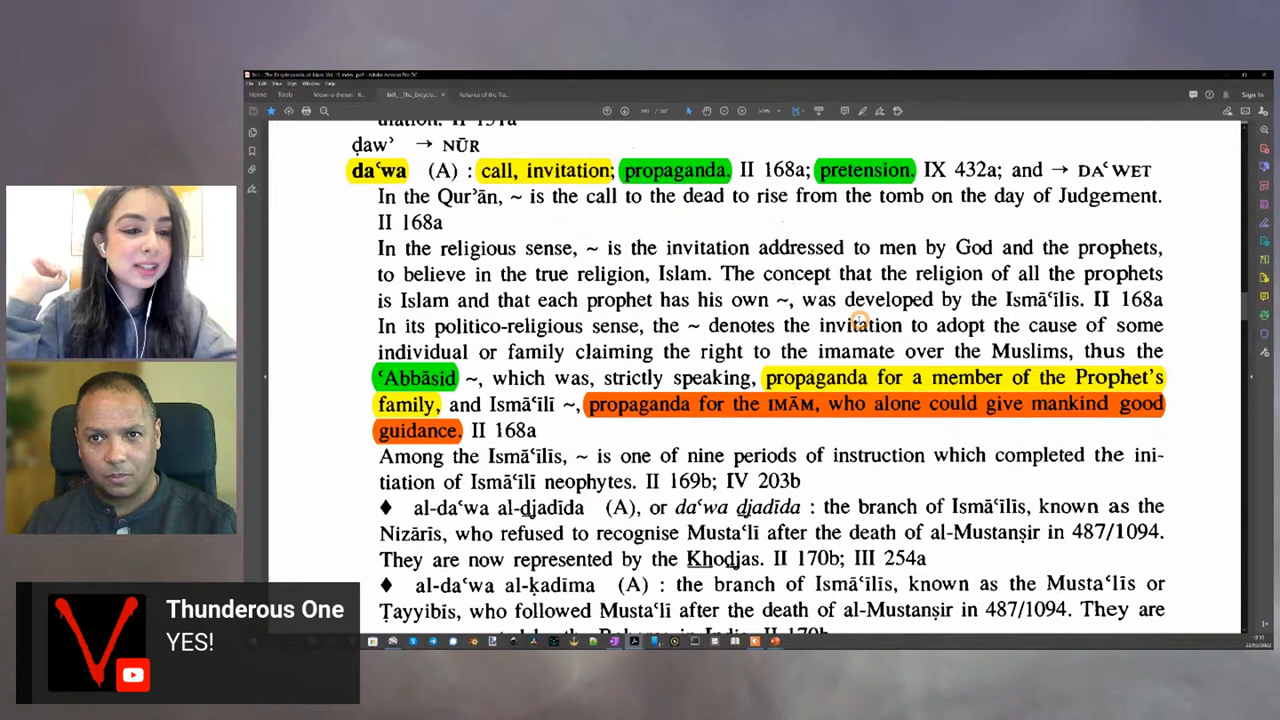 Home Tools
Sign In
ḍawʾ → NŪR
daʿwa (A) : call, invitation; propaganda. II 168a; pretension. IX 432a; and → DAʿWET
In the Qurʾān, ~ is the call to the dead to rise from the tomb on the day of Judgement.
II 168a
In the religious sense, ~ is the invitation addressed to men by God and the prophets,
to believe in the true religion, Islam. The concept that the religion of all the prophets
is Islam and that each prophet has his own ~, was developed by the Ismāʿīlīs. II 168a
In its politico-religious sense, the ~ denotes the invitation to adopt the cause of some
individual or family claiming the right to the imamate over the Muslims, thus the
ʿAbbāsid ~, which was, strictly speaking, propaganda for a member of the Prophet's
family, and Ismāʿīlī ~, propaganda for the IMĀM, who alone could give mankind good
guidance. II 168a
Among the Ismāʿīlīs, ~ is one of nine periods of instruction which completed the ini-
tiation of Ismāʿīlī neophytes. II 169b; IV 203b
♦ al-daʿwa al-djadīda (A), or daʿwa djadīda : the branch of Ismāʿīlīs, known as the
Nizārīs, who refused to recognise Mustaʿlī after the death of al-Mustanṣir in 487/1094.
They are now represented by the Khodjas. II 170b; III 254a
♦ al-daʿwa al-ḳadīma (A) : the branch of Ismāʿīlīs, known as the Mustaʿlīs or
Ṭayyibīs, who followed Mustaʿlī after the death of al-Mustanṣir in 487/1094. They are
Thunderous One
YES!